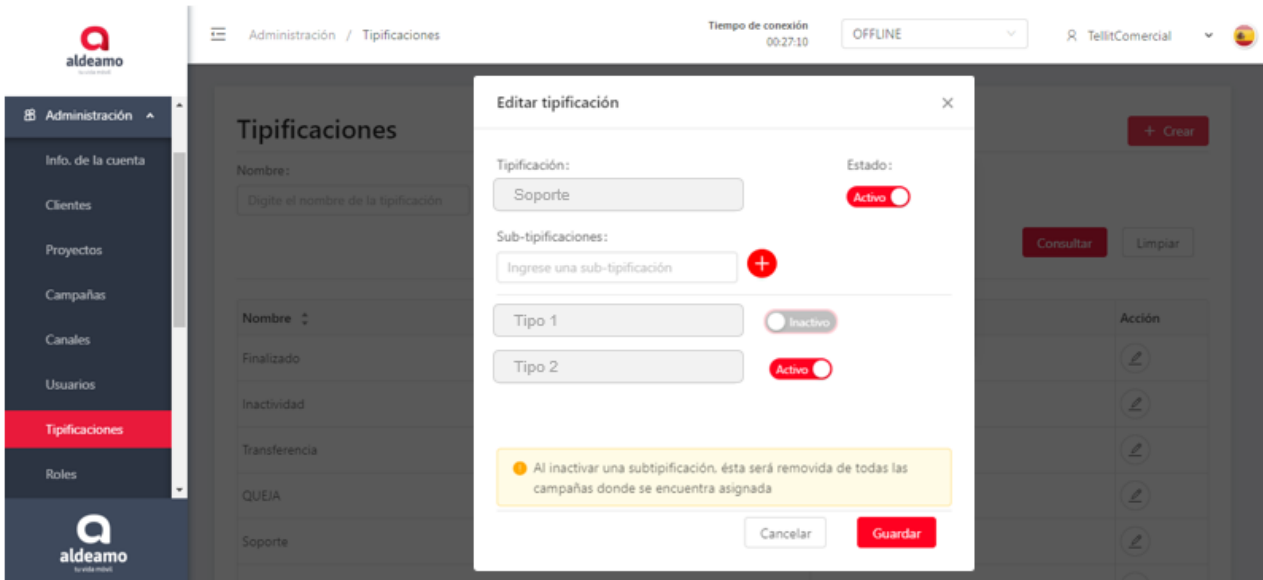 aldeamo
Administración / Tipificaciones
Tiempo de conexión
00:27:10
OFFLINE
TellitComercial
Administración
Info. de la cuenta
Clientes
Proyectos
Campañas
Canales
Usuarios
Tipificaciones
Roles
aldeamo
tu vida móvil
Tipificaciones
+ Crear
Nombre:
Digite el nombre de la tipificación
Consultar
Limpiar
Nombre
Acción
Finalizado
Inactividad
Transferencia
QUEJA
Soporte
Editar tipificación
Tipificación:
Estado:
Soporte
Activo
Sub-tipificaciones:
Ingrese una sub-tipificación
Tipo 1
Inactivo
Tipo 2
Activo
Al inactivar una subtipificación, ésta será removida de todas las
campañas donde se encuentra asignada
Cancelar
Guardar